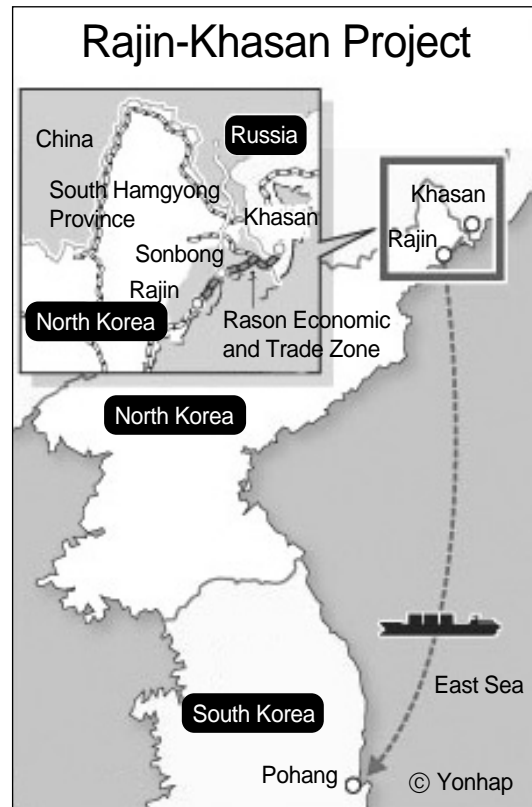 Rajin-Khasan Project
China
Russia
South Hamgyong
Province
Khasan
Sonbong
Rajin
North Korea
Rason Economic
and Trade Zone
Khasan
Rajin
North Korea
East Sea
South Korea
Pohang
© Yonhap